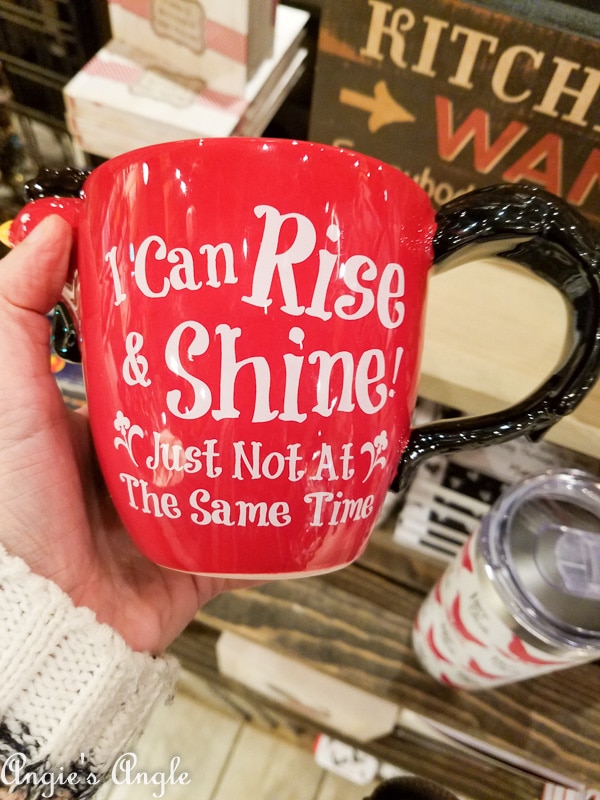 I Can Rise
& Shine!
Just Not At
The Same Time
KITCH
WAN
Angie's Angle